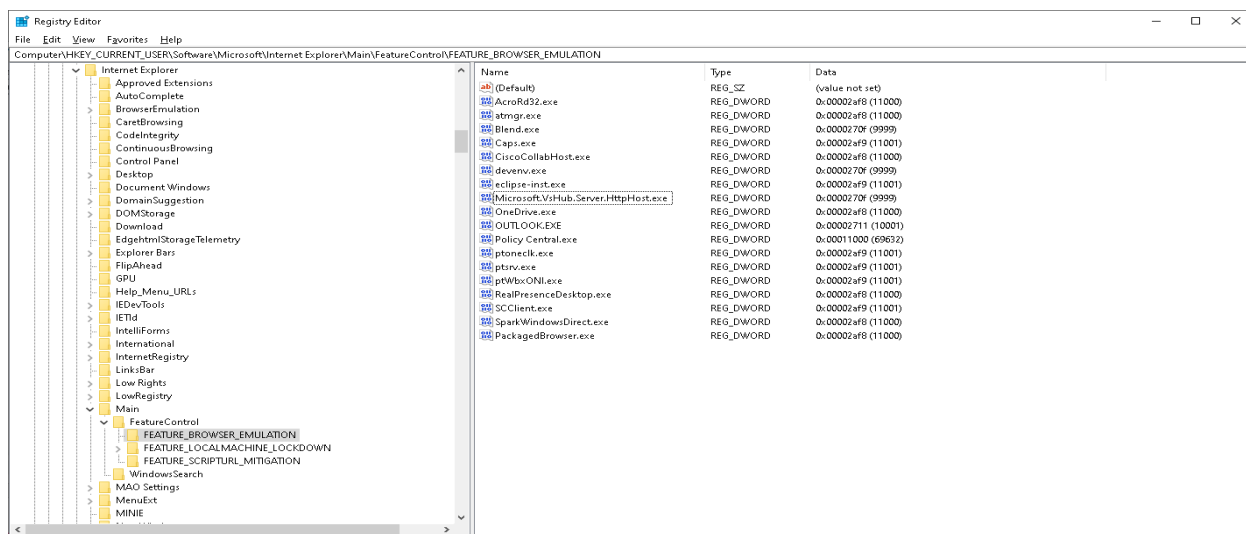 Registry Editor
File Edit View Favorites Help
Computer\HKEY_CURRENT_USER\Software\Microsoft\Internet Explorer\Main\FeatureControl\FEATURE_BROWSER_EMULATION
Internet Explorer
Approved Extensions
AutoComplete
BrowserEmulation
CaretBrowsing
CodeIntegrity
ContinuousBrowsing
Control Panel
Desktop
Document Windows
DomainSuggestion
DOMStorage
Download
EdgehtmlStorageTelemetry
Explorer Bars
FlipAhead
GPU
Help_Menu_URLs
IEDevTools
IETld
IntelliForms
International
InternetRegistry
LinksBar
Low Rights
LowRegistry
Main
FeatureControl
FEATURE_BROWSER_EMULATION
FEATURE_LOCALMACHINE_LOCKDOWN
FEATURE_SCRIPTURL_MITIGATION
WindowsSearch
MAO Settings
MenuExt
MINIE
Name Type Data
(Default) REG_SZ (value not set)
AcroRd32.exe REG_DWORD 0x00002af8 (11000)
atmgr.exe REG_DWORD 0x00002af8 (11000)
Blend.exe REG_DWORD 0x0000270f (9999)
Caps.exe REG_DWORD 0x00002af9 (11001)
CiscoCollabHost.exe REG_DWORD 0x00002af8 (11000)
devenv.exe REG_DWORD 0x0000270f (9999)
eclipse-inst.exe REG_DWORD 0x00002af9 (11001)
Microsoft.VsHub.Server.HttpHost.exe REG_DWORD 0x0000270f (9999)
OneDrive.exe REG_DWORD 0x00002af8 (11000)
OUTLOOK.EXE REG_DWORD 0x00002711 (10001)
Policy Central.exe REG_DWORD 0x00011000 (69632)
ptoneclk.exe REG_DWORD 0x00002af9 (11001)
ptsrv.exe REG_DWORD 0x00002af9 (11001)
ptWbxONI.exe REG_DWORD 0x00002af9 (11001)
RealPresenceDesktop.exe REG_DWORD 0x00002af8 (11000)
SCClient.exe REG_DWORD 0x00002af9 (11001)
SparkWindowsDirect.exe REG_DWORD 0x00002af8 (11000)
PackagedBrowser.exe REG_DWORD 0x00002af8 (11000)